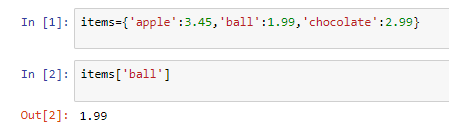 In [1]: items={'apple':3.45,'ball':1.99,'chocolate':2.99}
In [2]: items['ball']
Out[2]: 1.99